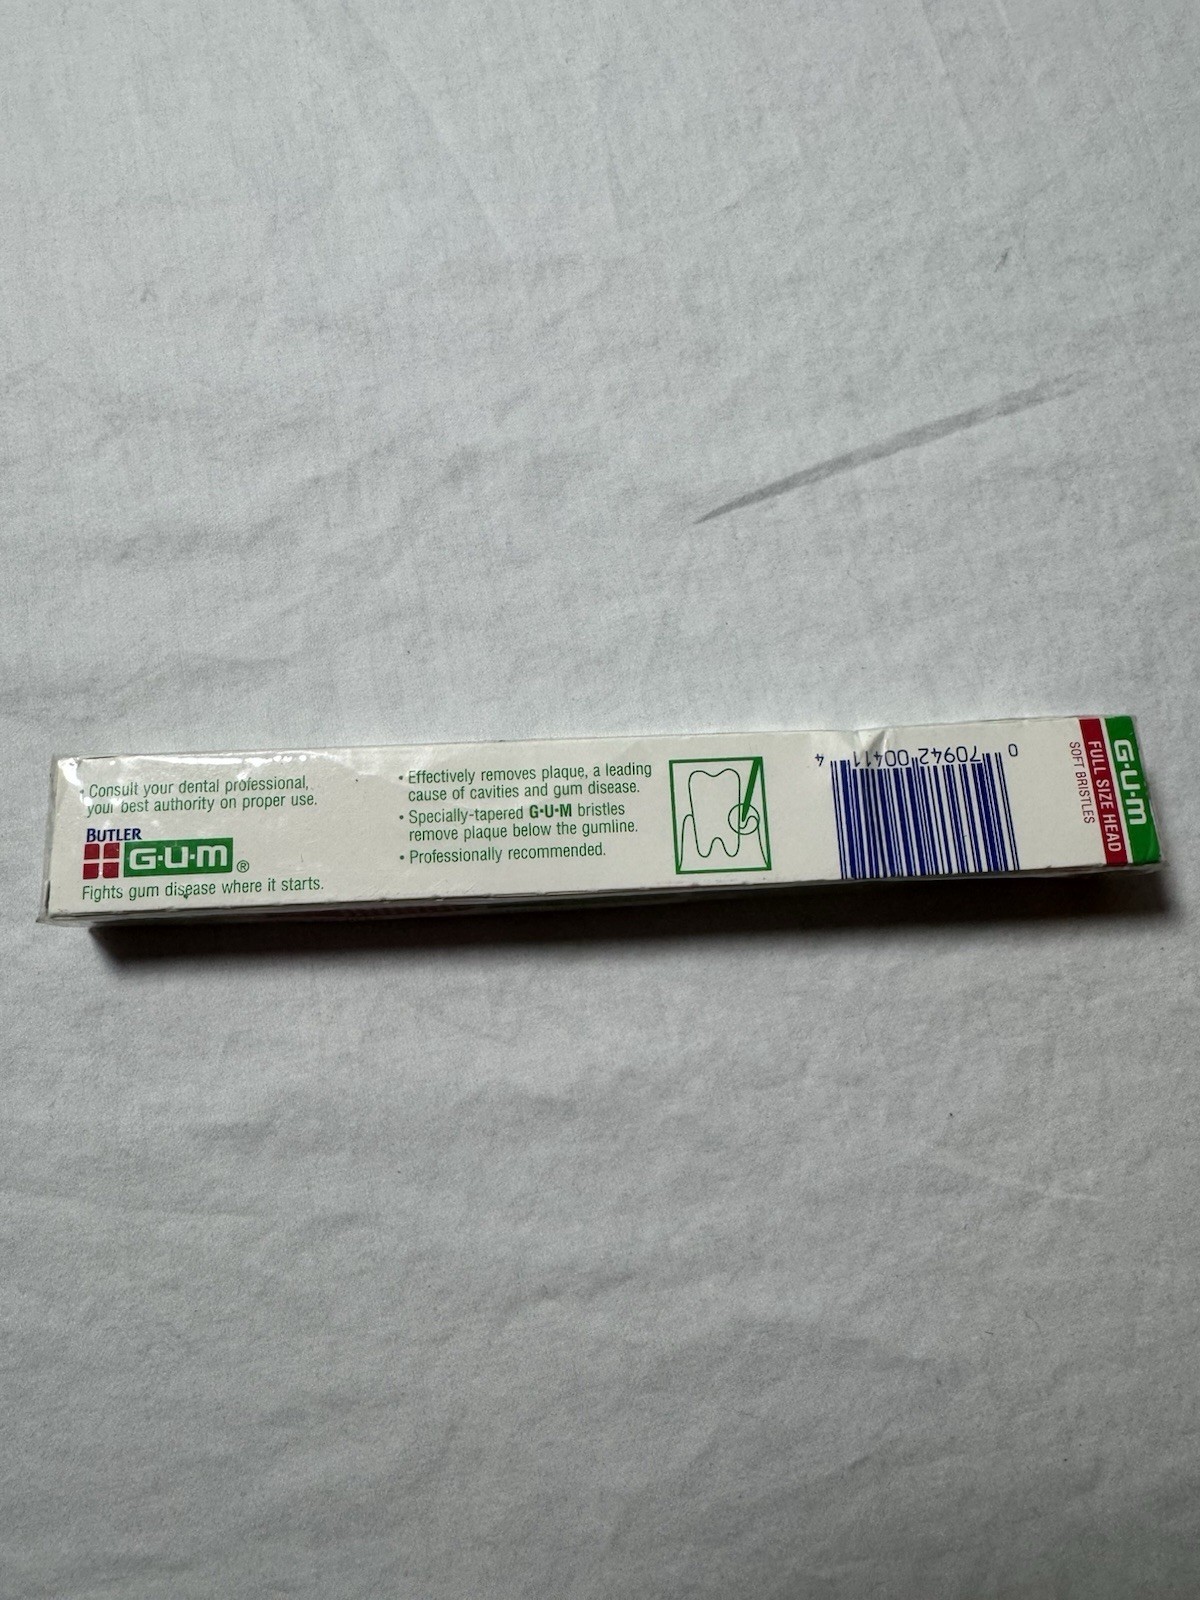 • Consult your dental professional,
your best authority on proper use.
BUTLER
G·U·M®
Fights gum disease where it starts.
• Effectively removes plaque, a leading
cause of cavities and gum disease.
• Specially-tapered G·U·M bristles
remove plaque below the gumline.
• Professionally recommended.
0 70942 00411 4
G·U·M
FULL SIZE HEAD
SOFT BRISTLES